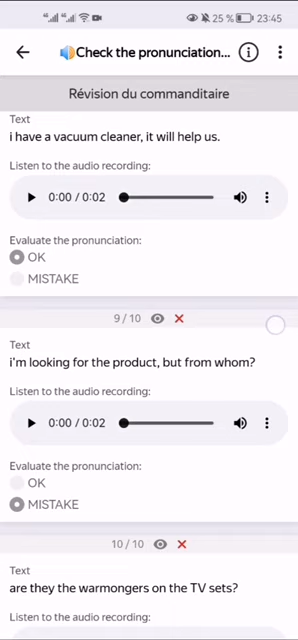 4G 4G 25 % 23:45
Check the pronunciation...
Révision du commanditaire
Text
i have a vacuum cleaner, it will help us.
Listen to the audio recording:
0:00 / 0:02
Evaluate the pronunciation:
OK
MISTAKE
9 / 10
Text
i'm looking for the product, but from whom?
Listen to the audio recording:
0:00 / 0:02
Evaluate the pronunciation:
OK
MISTAKE
10 / 10
Text
are they the warmongers on the TV sets?
Listen to the audio recording: